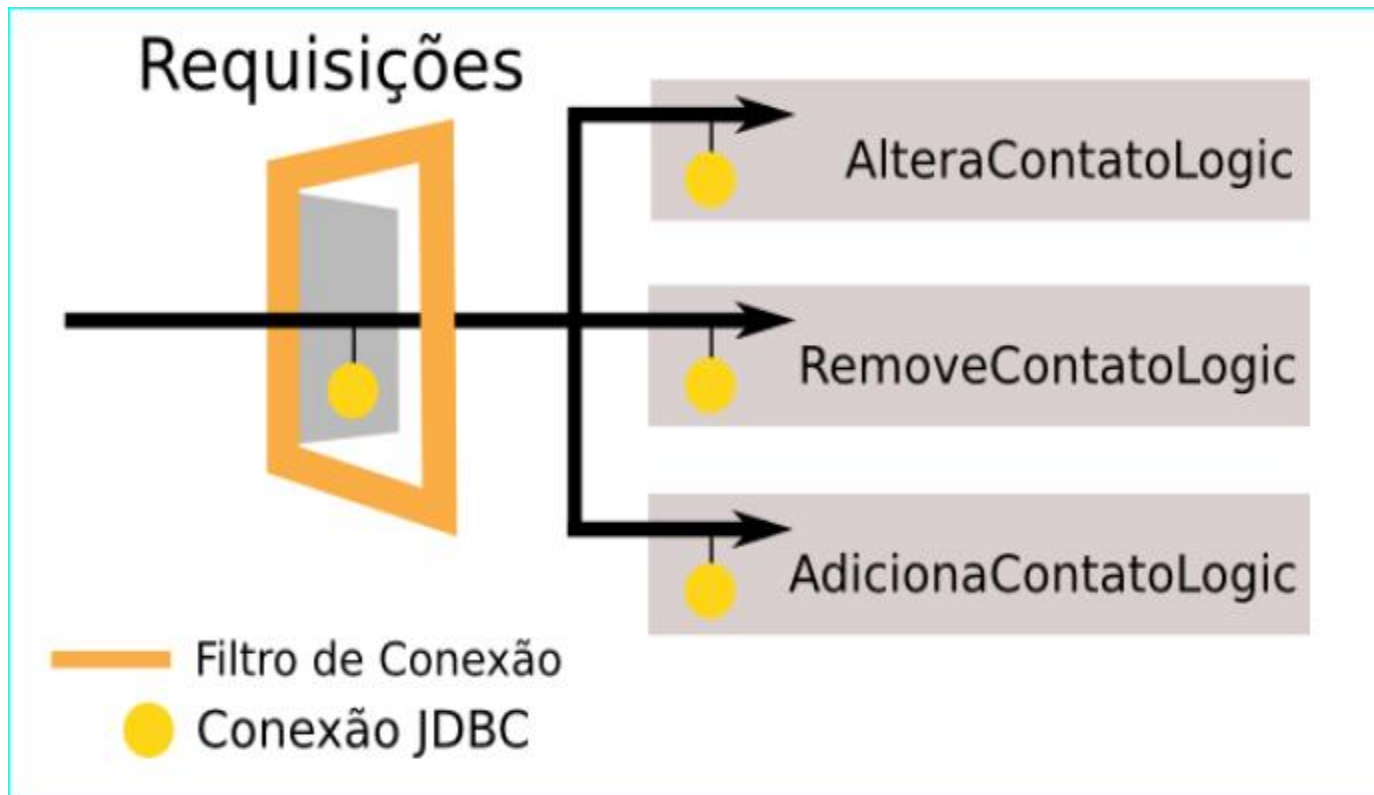 Requisições
AlteraContatoLogic
RemoveContatoLogic
AdicionaContatoLogic
Filtro de Conexão
Conexão JDBC